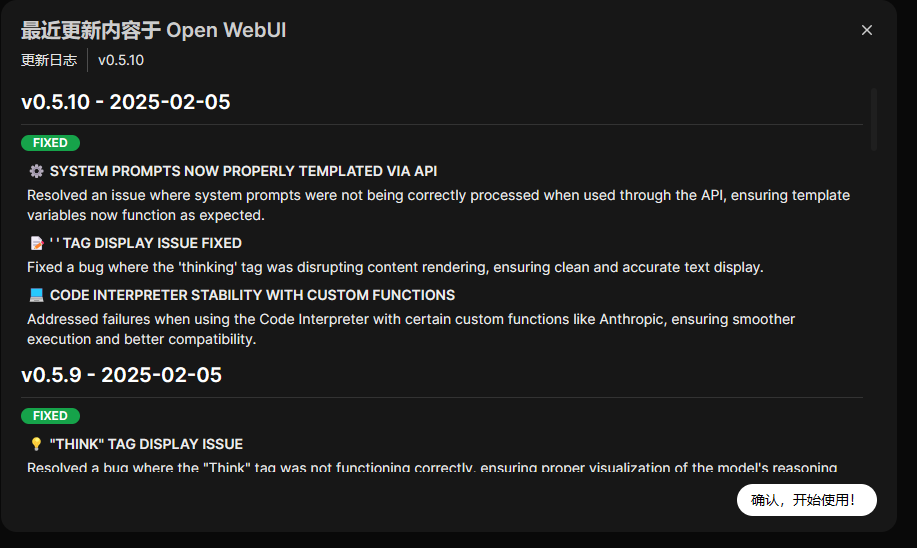 最近更新内容于 Open WebUI
更新日志 v0.5.10
v0.5.10 - 2025-02-05
FIXED
SYSTEM PROMPTS NOW PROPERLY TEMPLATED VIA API
Resolved an issue where system prompts were not being correctly processed when used through the API, ensuring template
variables now function as expected.
' ' TAG DISPLAY ISSUE FIXED
Fixed a bug where the 'thinking' tag was disrupting content rendering, ensuring clean and accurate text display.
CODE INTERPRETER STABILITY WITH CUSTOM FUNCTIONS
Addressed failures when using the Code Interpreter with certain custom functions like Anthropic, ensuring smoother
execution and better compatibility.
v0.5.9 - 2025-02-05
FIXED
"THINK" TAG DISPLAY ISSUE
Resolved a bug where the "Think" tag was not functioning correctly, ensuring proper visualization of the model's reasoning
确认，开始使用！